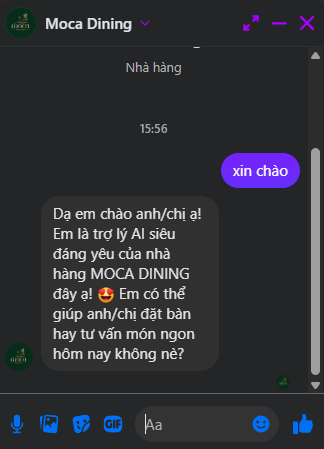 Moca Dining
Nhà hàng
15:56
xin chào
Dạ em chào anh/chị ạ!
Em là trợ lý AI siêu
đáng yêu của nhà
hàng MOCA DINING
đây ạ! 🤩 Em có thể
giúp anh/chị đặt bàn
hay tư vấn món ngon
hôm nay không nè?
GIF
Aa